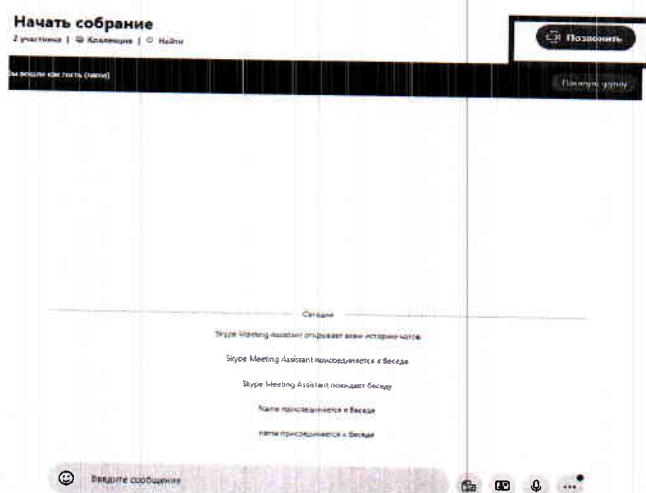 Начать собрание
2 участника | Коллекция | Найти
Позвонить
Вы вошли как гость (name)
Покинуть группу
Сегодня
Skype Meeting Assistant открывает всем историю чатов
Skype Meeting Assistant присоединяется к беседе
Skype Meeting Assistant покидает беседу
Name присоединяется к беседе
name присоединяется к беседе
Введите сообщение